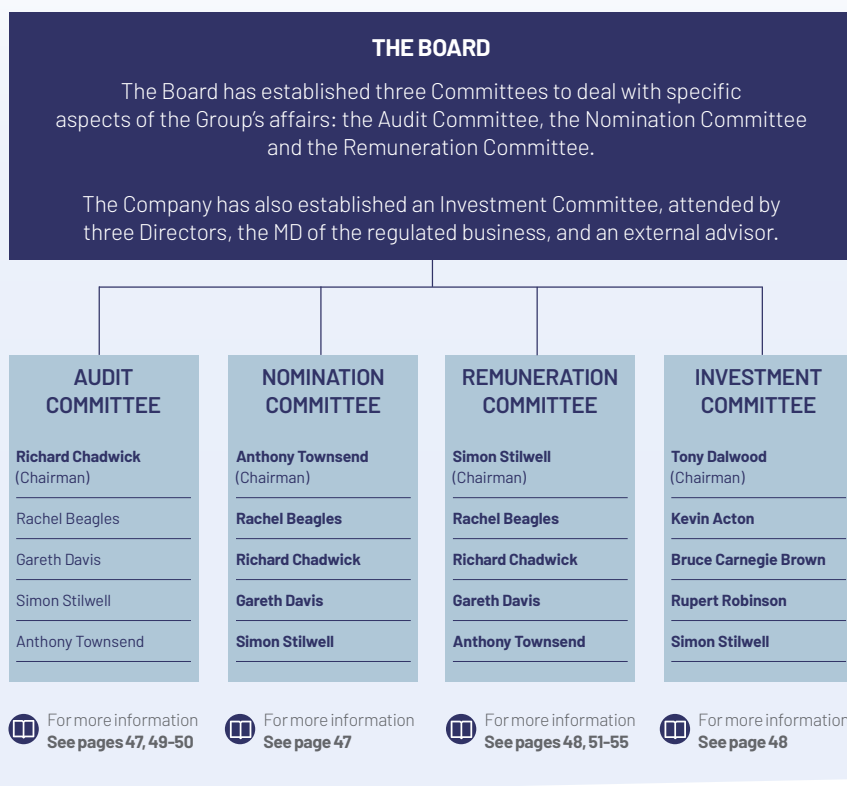 THE BOARD
The Board has established three Committees to deal with specific
aspects of the Group's affairs: the Audit Committee, the Nomination Committee
and the Remuneration Committee.
The Company has also established an Investment Committee, attended by
three Directors, the MD of the regulated business, and an external advisor.
AUDIT
COMMITTEE
Richard Chadwick
(Chairman)
Rachel Beagles
Gareth Davis
Simon Stilwell
Anthony Townsend
For more information
See pages 47, 49-50
NOMINATION
COMMITTEE
Anthony Townsend
(Chairman)
Rachel Beagles
Richard Chadwick
Gareth Davis
Simon Stilwell
For more information
See page 47
REMUNERATION
COMMITTEE
Simon Stilwell
(Chairman)
Rachel Beagles
Richard Chadwick
Gareth Davis
Anthony Townsend
For more information
See pages 48, 51-55
INVESTMENT
COMMITTEE
Tony Dalwood
(Chairman)
Kevin Acton
Bruce Carnegie Brown
Rupert Robinson
Simon Stilwell
For more information
See page 48